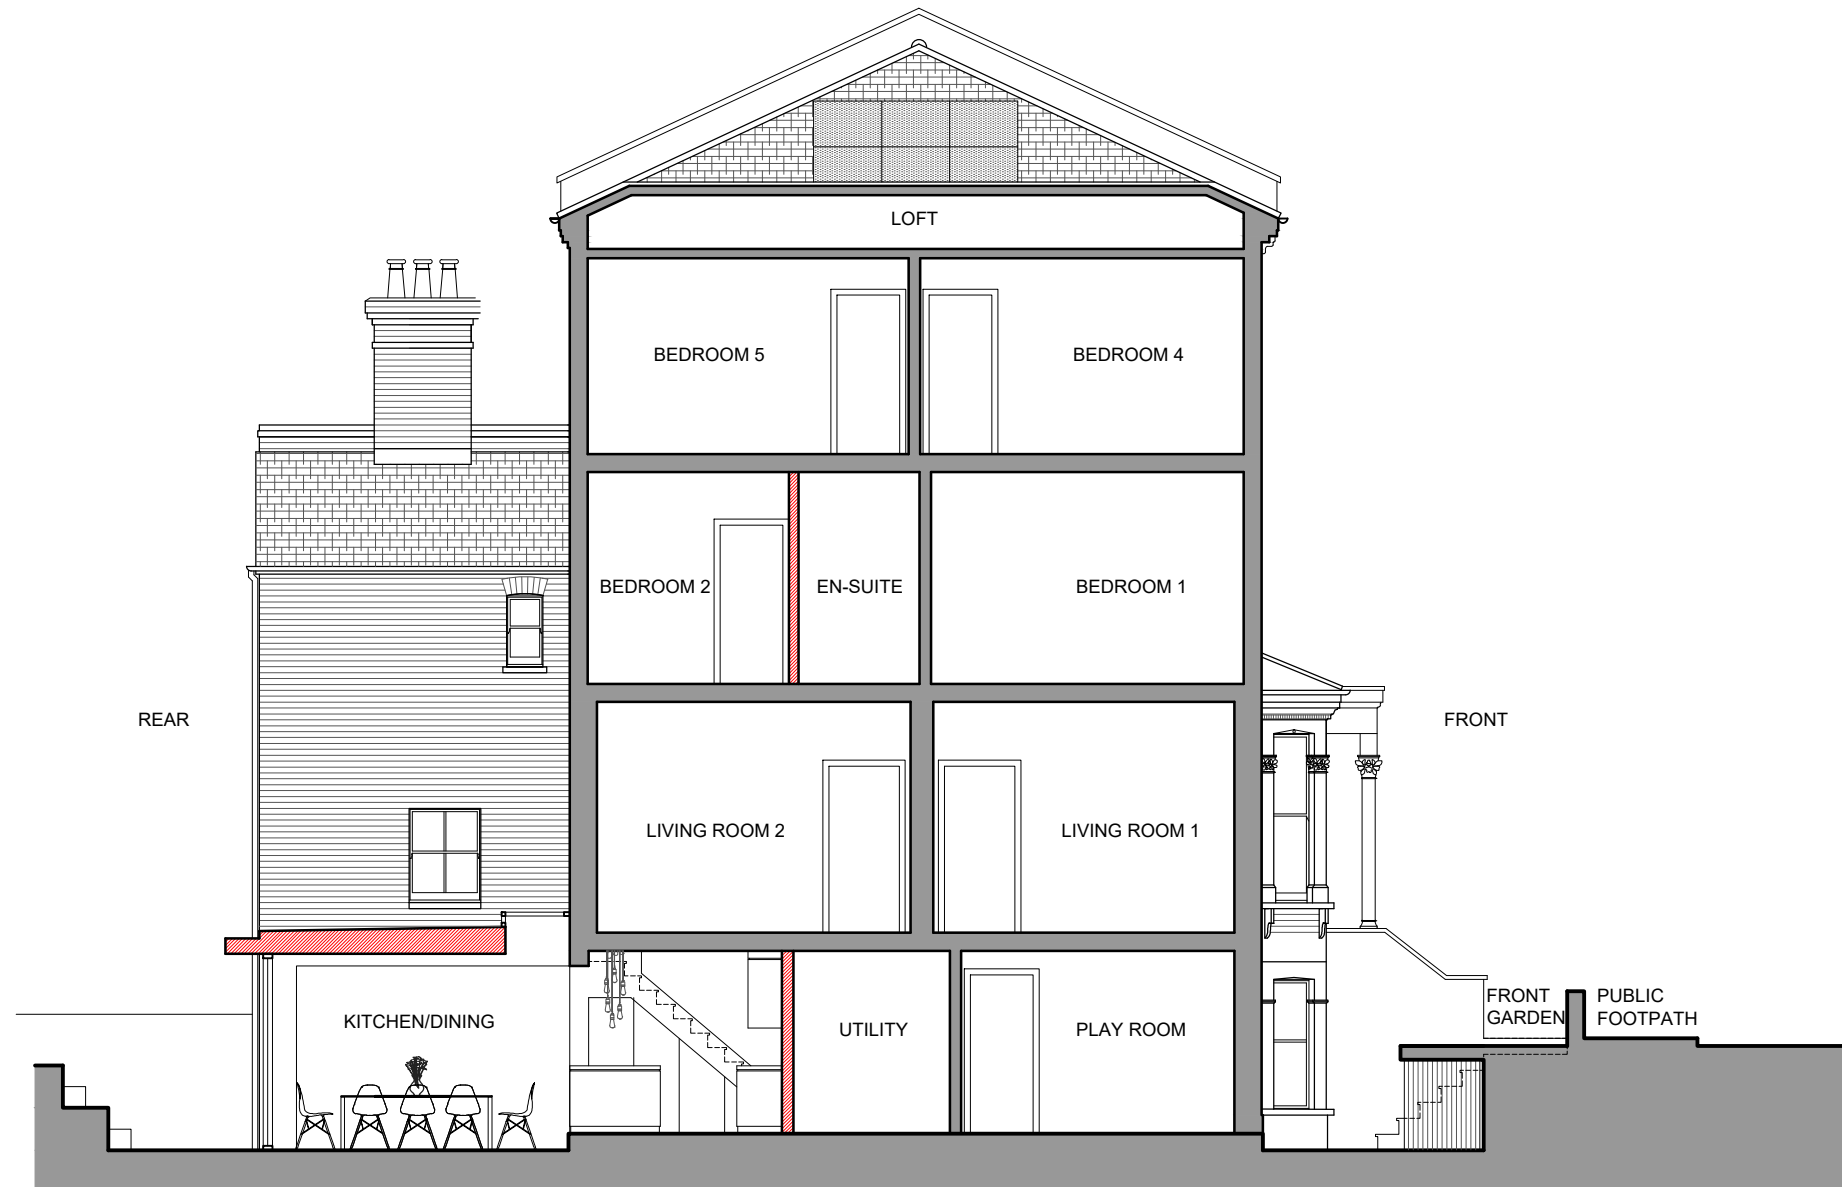 LOFT
BEDROOM 5
BEDROOM 4
BEDROOM 2
EN-SUITE
BEDROOM 1
REAR
FRONT
LIVING ROOM 2
LIVING ROOM 1
KITCHEN/DINING
UTILITY
PLAY ROOM
FRONT
GARDEN
PUBLIC
FOOTPATH